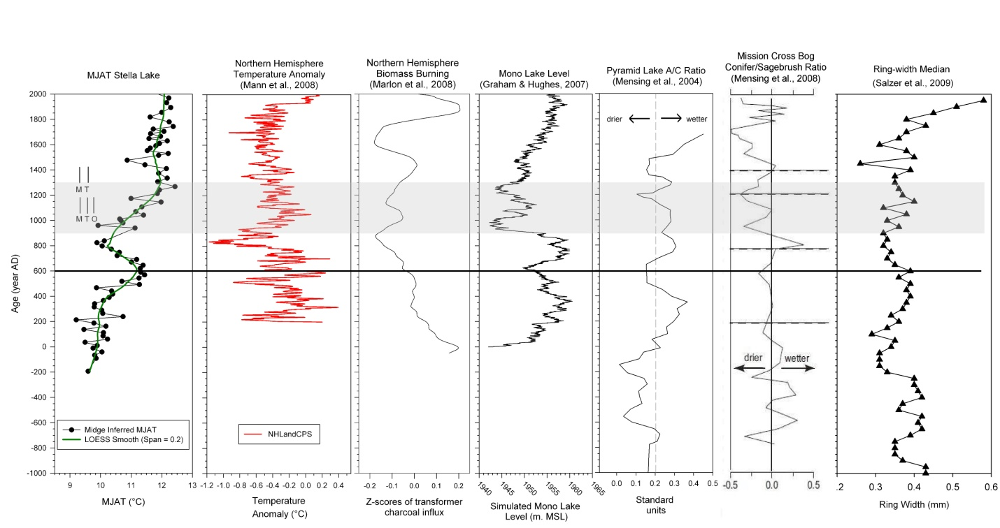 MJAT Stella Lake
Northern Hemisphere
Temperature Anomaly
(Mann et al., 2008)
Northern Hemisphere
Biomass Burning
(Marlon et al., 2008)
Mono Lake Level
(Graham & Hughes, 2007)
Pyramid Lake A/C Ratio
(Mensing et al., 2004)
Mission Cross Bog
Conifer/Sagebrush Ratio
(Mensing et al., 2008)
Ring-width Median
(Salzer et al., 2009)
Age (year AD)
2000
1800
1600
1400
1200
1000
800
600
400
200
0
-200
-400
-600
-800
-1000
M T
M T O
Midge Inferred MJAT
LOESS Smooth (Span = 0.2)
NHLandCPS
drier
wetter
drier
wetter
9 10 11 12 13
MJAT (°C)
-1.2 -1.0 -0.8 -0.6 -0.4 -0.2 0.0 0.2 0.4
Temperature
Anomaly (°C)
-0.2 -0.1 0.0 0.1 0.2
Z-scores of transformer
charcoal influx
1940 1945 1950 1955 1960 1965
Simulated Mono Lake
Level (m. MSL)
0.0 0.1 0.2 0.3 0.4 0.5
Standard
units
-0.5 0.0 0.5
.2 0.3 0.4 0.5 0.6
Ring Width (mm)